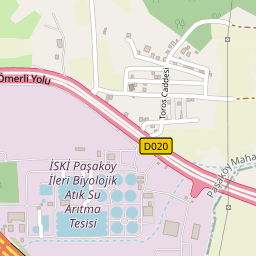 Ömerli Yolu
Toros Caddesi
D020
İSKİ Paşaköy
İleri Biyolojik
Atık Su
Arıtma
Tesisi
Paşaköy Maha